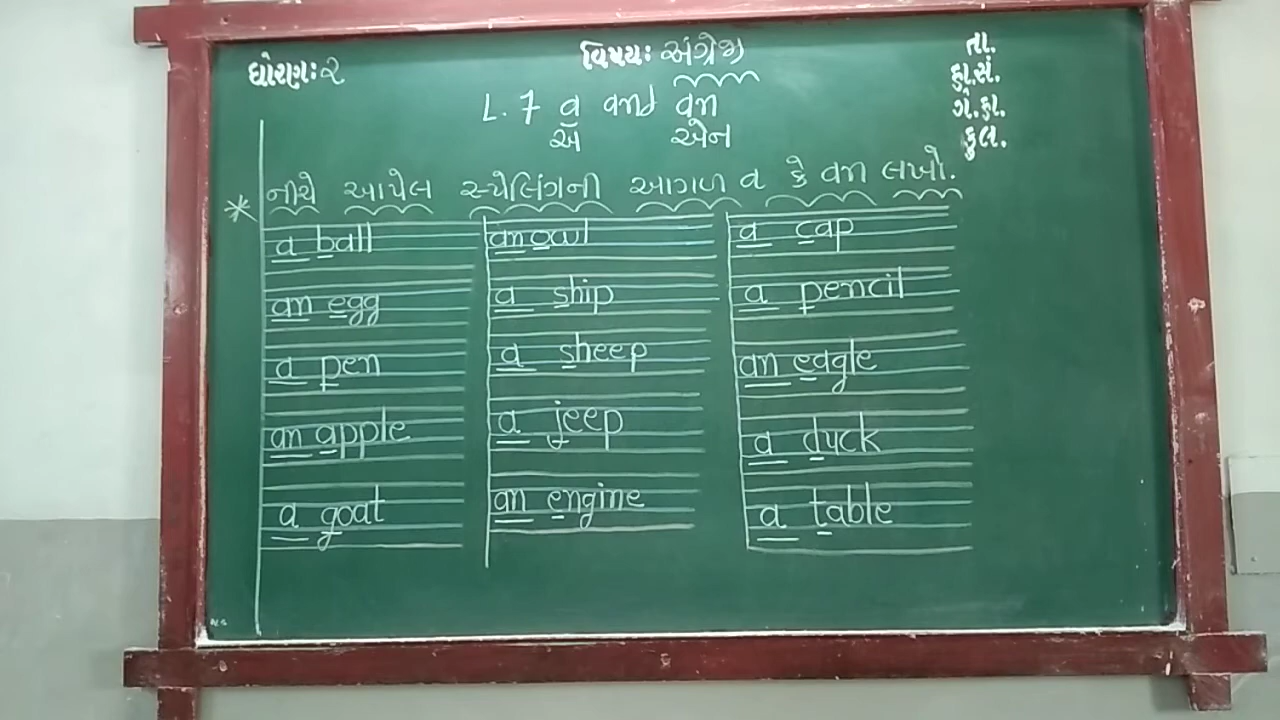 ધોરણ: ૨
વિષય: અંગ્રેજી
તા.
હા.સં.
ગે.હા.
કુલ.
L. 7 a and an
અ એન
* નીચે આપેલ સ્પેલિંગની આગળ a કે an લખો.
a ball
an egg
a pen
an apple
a goat
an owl
a ship
a sheep
a jeep
an engine
a cap
a pencil
an eagle
a duck
a table